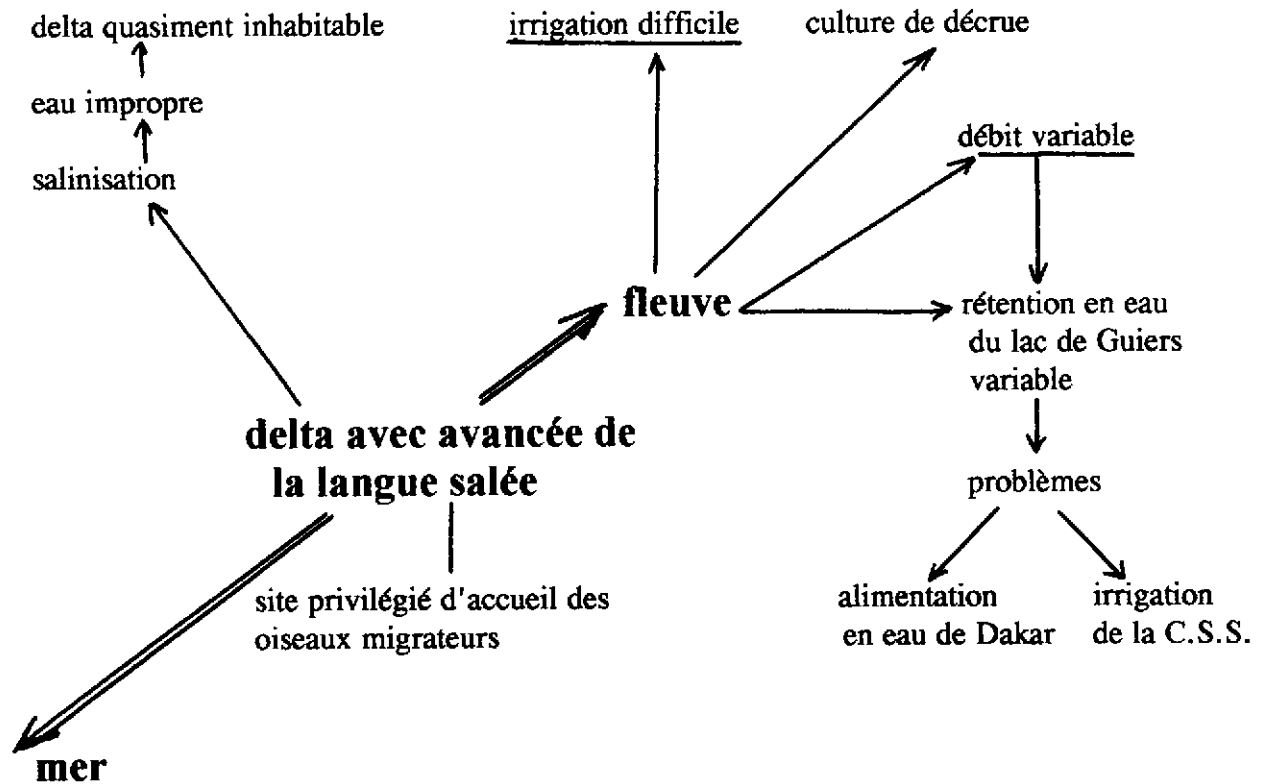 delta quasiment inhabitable
irrigation difficile
culture de décrue
eau impropre
débit variable
salinisation
fleuve
rétention en eau
du lac de Guiers
variable
delta avec avancée de
la langue salée
problèmes
site privilégié d'accueil des
oiseaux migrateurs
alimentation
en eau de Dakar
irrigation
de la C.S.S.
mer